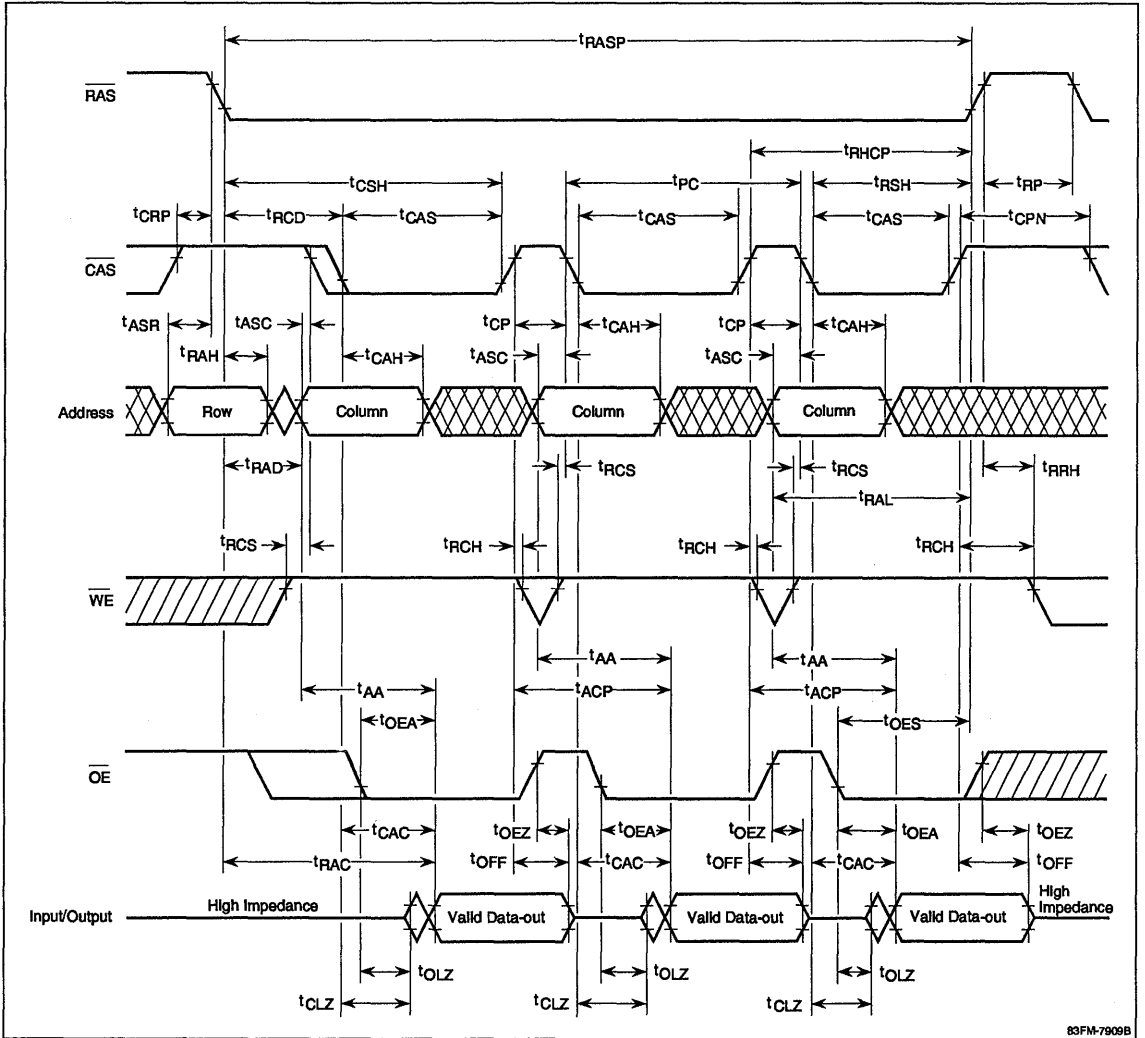 tRASP
RAS
tRHCP
tCSH
tPC
tRSH
tRP
tCRP
tRCD
tCAS
tCAS
tCAS
tCPN
CAS
tASR
tASC
tCP
tCAH
tCP
tCAH
tRAH
tCAH
tASC
tASC
Address
Row
Column
Column
Column
tRAD
tRCS
tRCS
tRRH
tRAL
tRCS
tRCH
tRCH
tRCH
WE
tAA
tAA
tAA
tACP
tACP
tOEA
tOES
OE
tCAC
tOEZ
tOEA
tOEZ
tOEA
tOEZ
tRAC
tOFF
tCAC
tOFF
tCAC
tOFF
Input/Output
High Impedance
Valid Data-out
Valid Data-out
Valid Data-out
High
Impedance
tOLZ
tOLZ
tOLZ
tCLZ
tCLZ
tCLZ
83FM-7909B